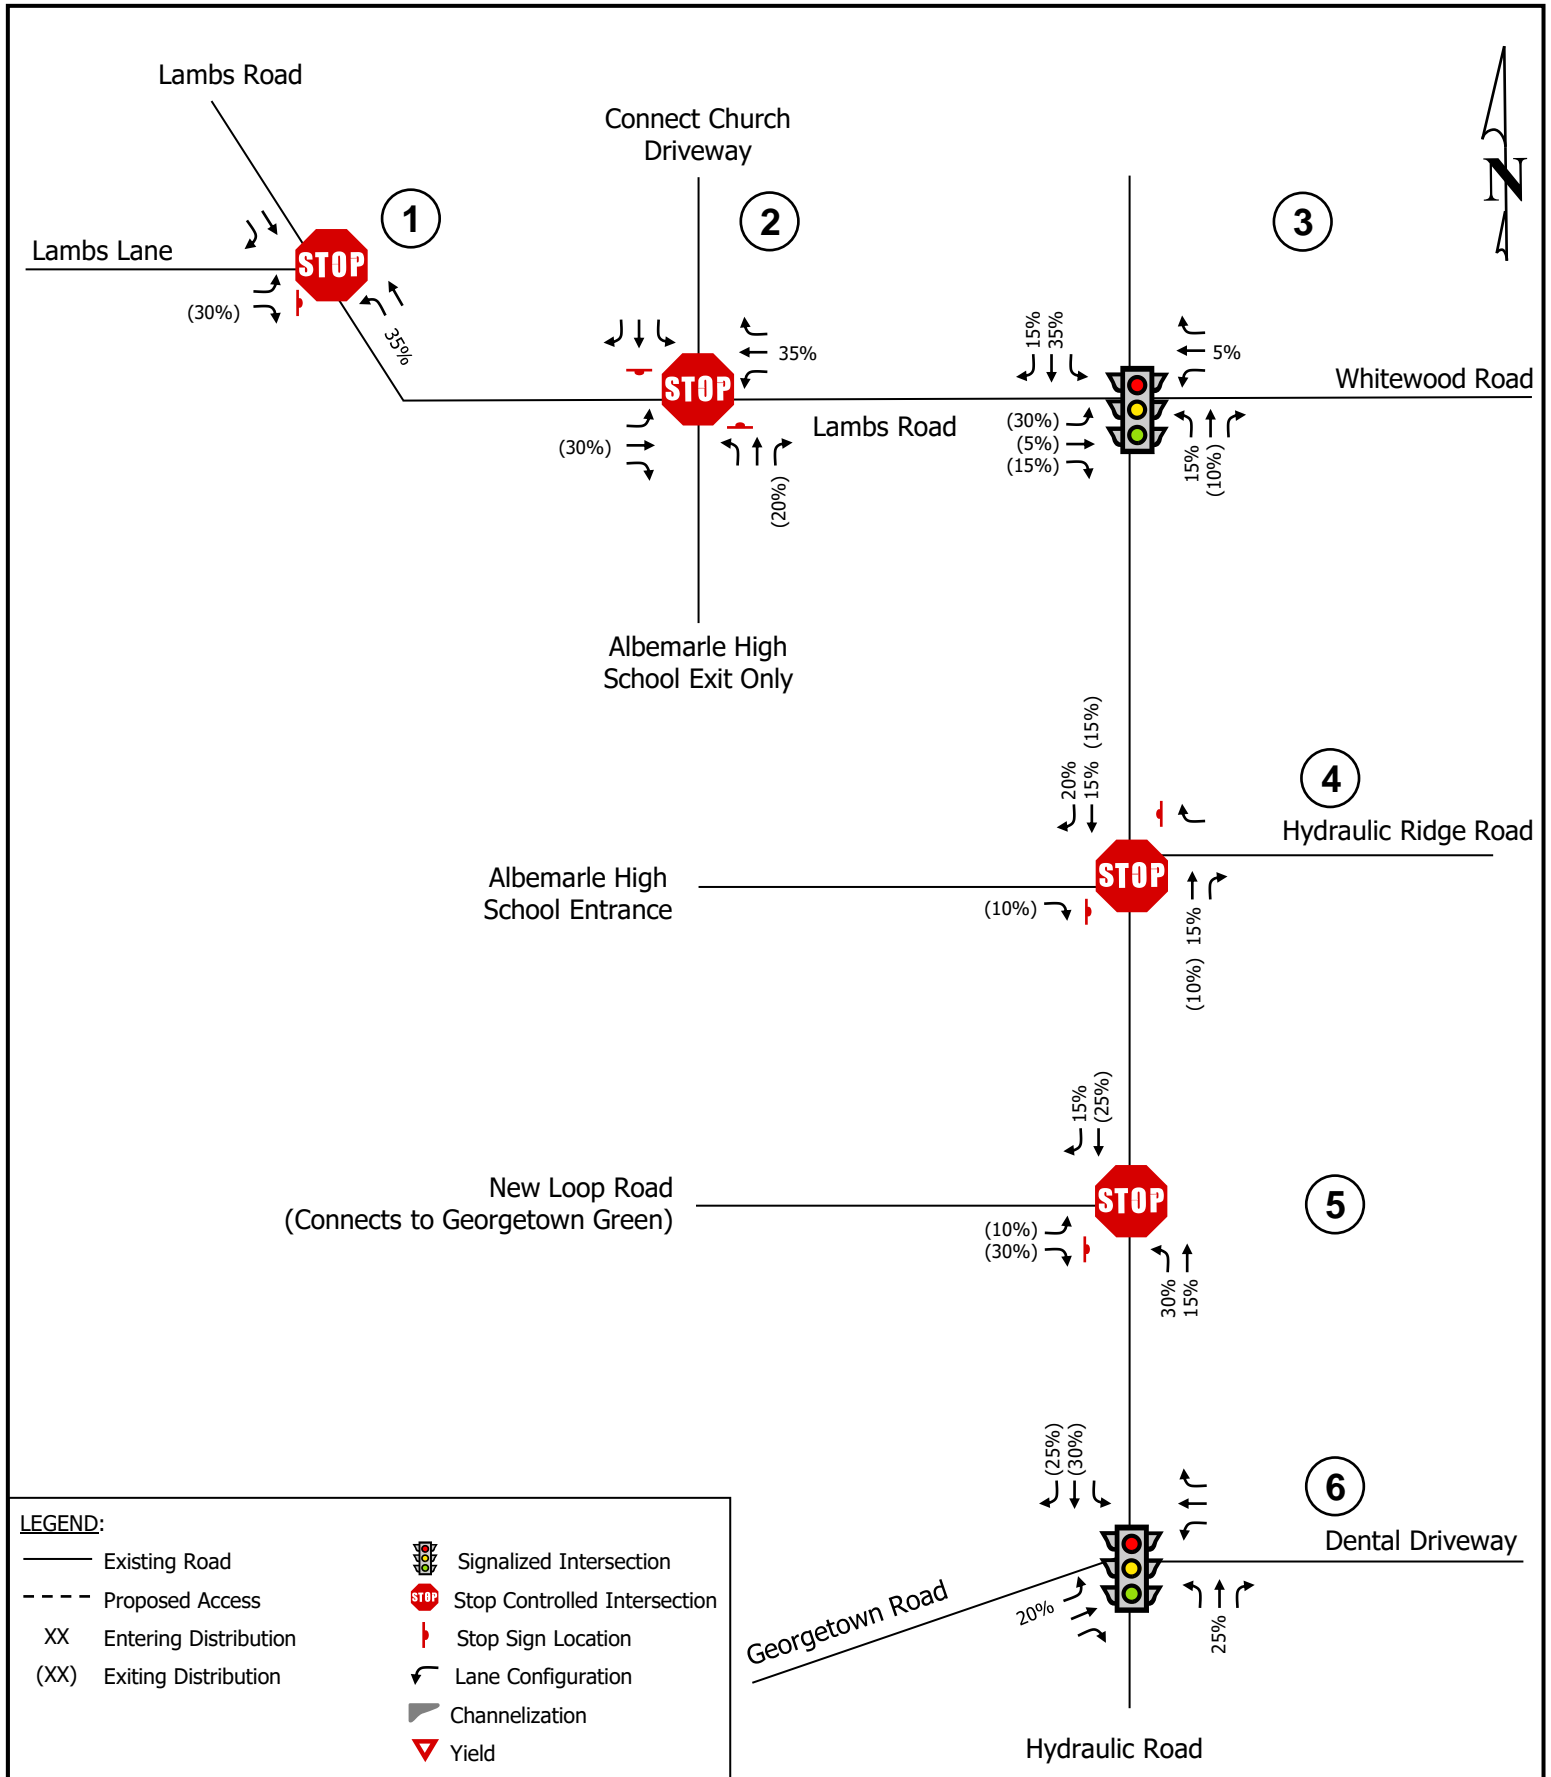 Lambs Road
Connect Church
Driveway
N
1
2
3
Lambs Lane
STOP
(30%)
35%
35%
STOP
(30%)
(20%)
Lambs Road
15%
35%
5%
Whitewood Road
(30%)
(5%)
(15%)
15%
(10%)
Albemarle High
School Exit Only
20%
15% (15%)
4
Hydraulic Ridge Road
STOP
Albemarle High
School Entrance
(10%)
(10%) 15%
15%
(25%)
New Loop Road
(Connects to Georgetown Green)
STOP
5
(10%)
(30%)
30%
15%
(25%)
(30%)
6
Dental Driveway
Georgetown Road
20%
25%
Hydraulic Road
LEGEND:
Existing Road
Proposed Access
XX Entering Distribution
(XX) Exiting Distribution
Signalized Intersection
STOP Stop Controlled Intersection
Stop Sign Location
Lane Configuration
Channelization
Yield